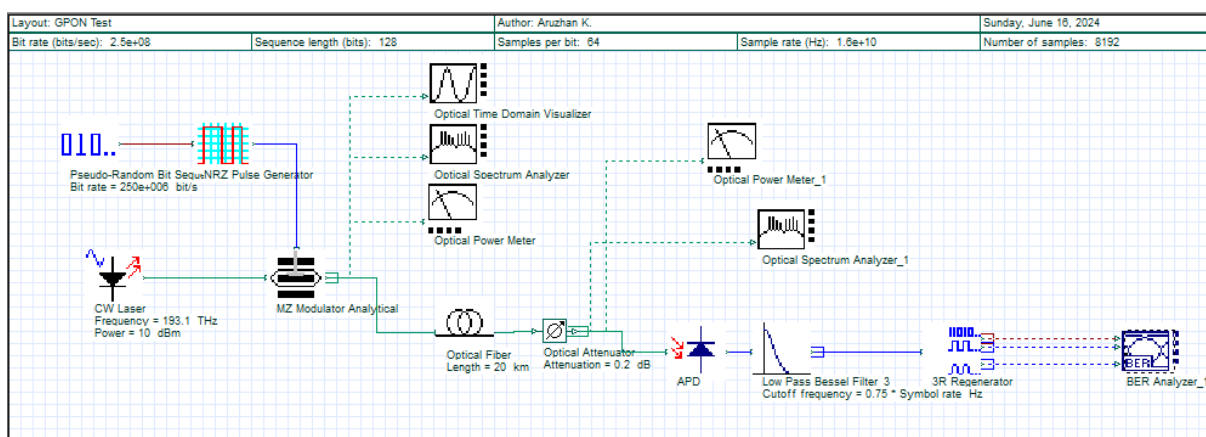 Layout: GPON Test
Author: Aruzhan K.
Sunday, June 16, 2024
Bit rate (bits/sec): 2.5e+08
Sequence length (bits): 128
Samples per bit: 64
Sample rate (Hz): 1.6e+10
Number of samples: 8192
Optical Time Domain Visualizer
010..
Optical Spectrum Analyzer
Optical Power Meter_1
Pseudo-Random Bit Sequ NRZ Pulse Generator
Bit rate = 250e+006 bit/s
Optical Power Meter
Optical Spectrum Analyzer_1
CW Laser
Frequency = 193.1 THz
Power = 10 dBm
MZ Modulator Analytical
Optical Fiber
Length = 20 km
Optical Attenuator
Attenuation = 0.2 dB
APD
Low Pass Bessel Filter 3
Cutoff frequency = 0.75 * Symbol rate Hz
3R Regenerator
BER
BER Analyzer_1